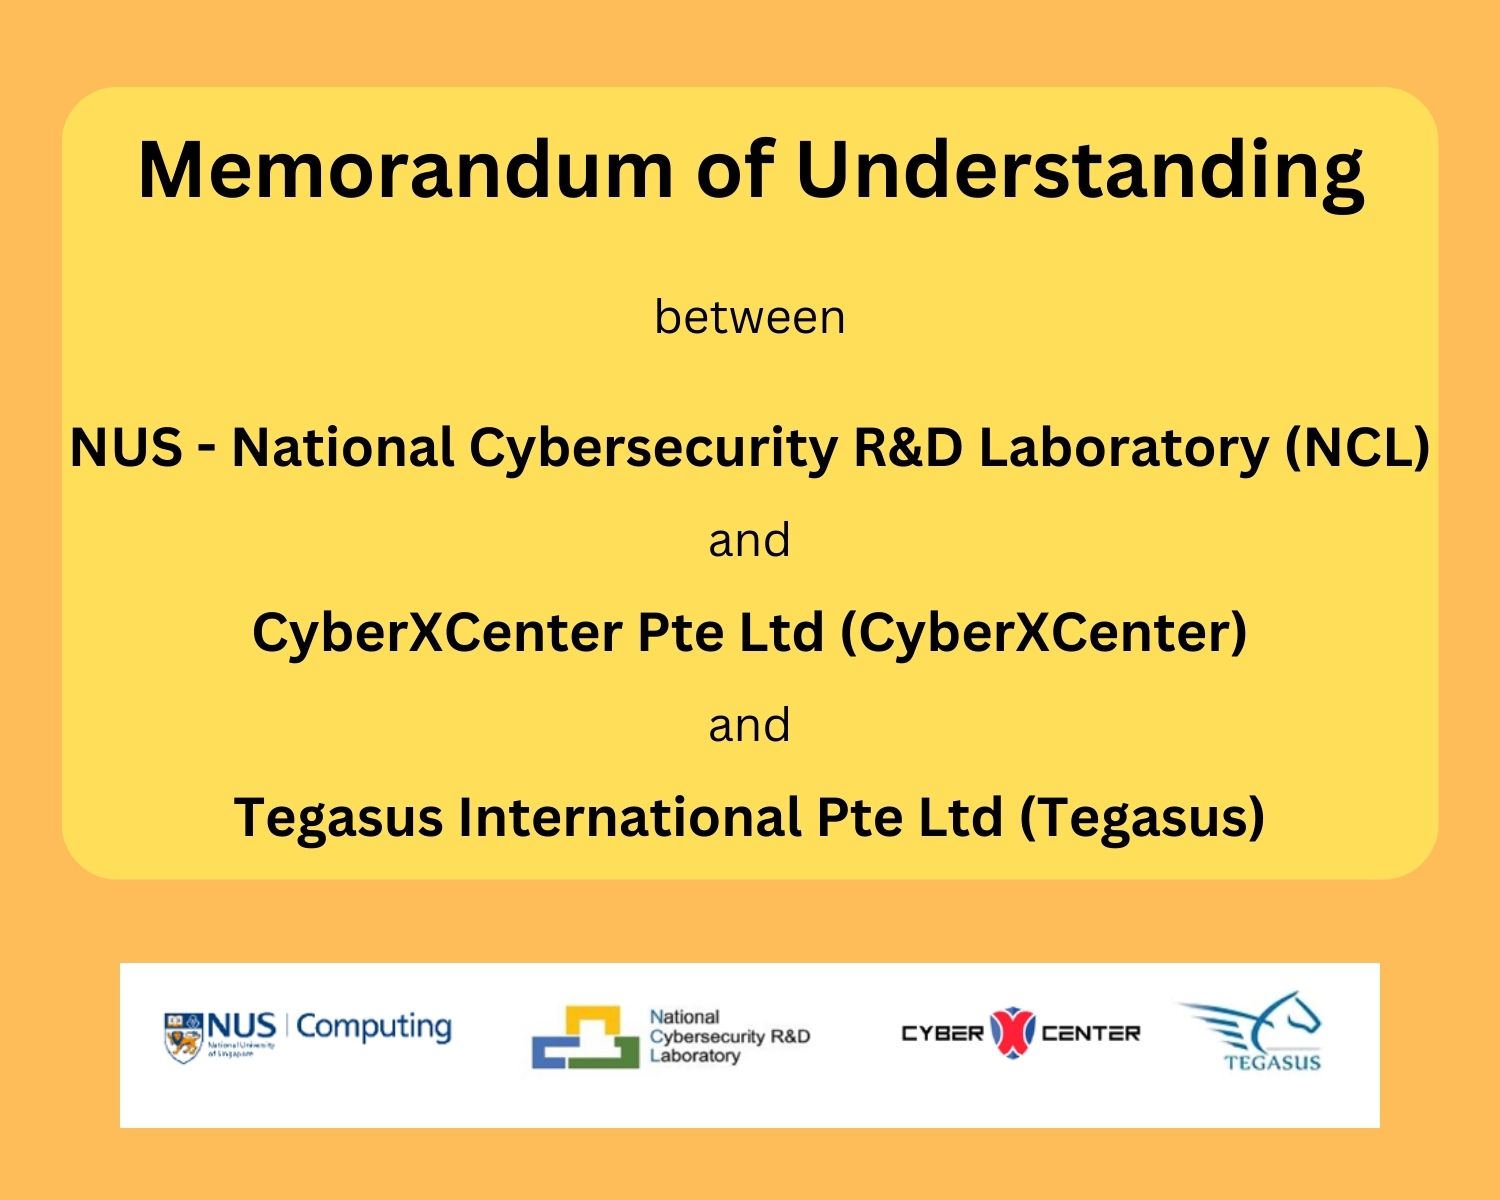 Memorandum of Understanding
between
NUS - National Cybersecurity R&D Laboratory (NCL)
and
CyberXCenter Pte Ltd (CyberXCenter)
and
Tegasus International Pte Ltd (Tegasus)
NUS | Computing
National University
of Singapore
National
Cybersecurity R&D
Laboratory
CYBER X CENTER
TEGASUS